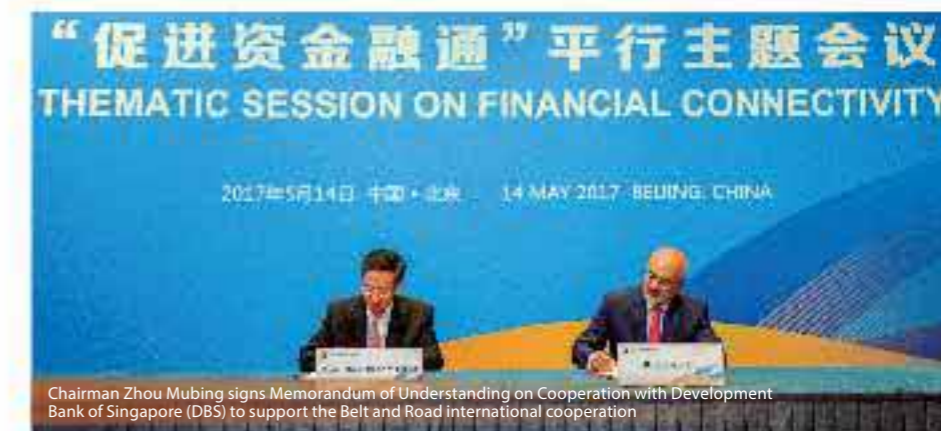 “促进资金融通”平行主题会议
THEMATIC SESSION ON FINANCIAL CONNECTIVITY
2017年5月14日 中国·北京 14 MAY 2017 BEIJING, CHINA
Chairman Zhou Mubing signs Memorandum of Understanding on Cooperation with Development
Bank of Singapore (DBS) to support the Belt and Road international cooperation